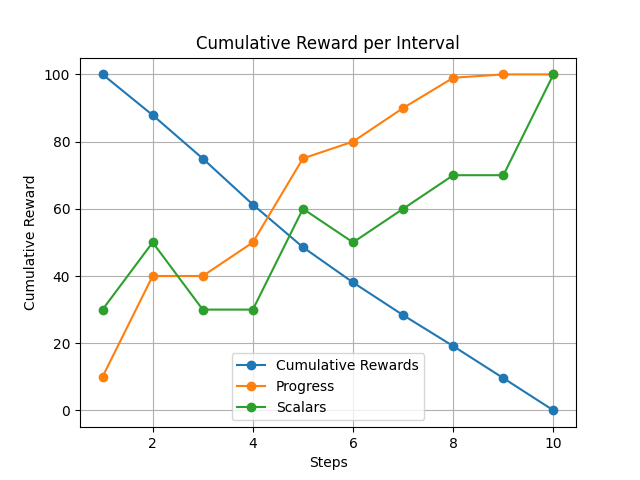 Cumulative Reward per Interval
Cumulative Reward
100
80
60
40
20
0
2 4 6 8 10
Steps
Cumulative Rewards
Progress
Scalars